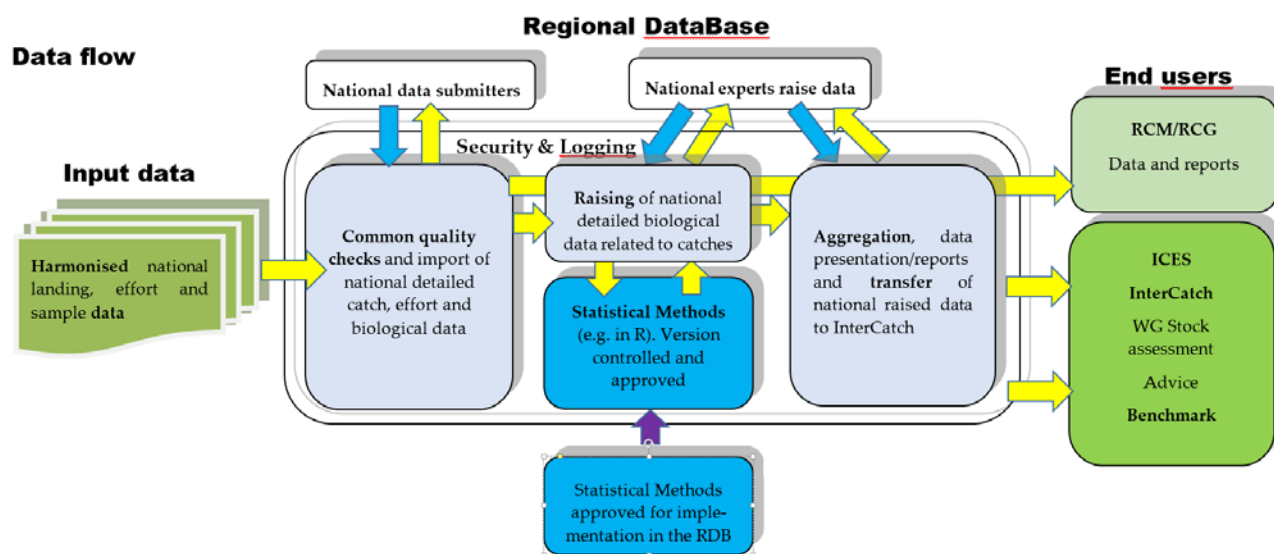 Regional DataBase
Data flow
National data submitters
National experts raise data
End users
RCM/RCG
Data and reports
Security & Logging
Input data
Harmonised national
landing, effort and
sample data
Common quality
checks and import of
national detailed
catch, effort and
biological data
Raising of national
detailed biological
data related to catches
Statistical Methods
(e.g. in R). Version
controlled and
approved
Aggregation, data
presentation/reports
and transfer of
national raised data
to InterCatch
ICES
InterCatch
WG Stock
assessment
Advice
Benchmark
Statistical Methods
approved for imple-
mentation in the RDB